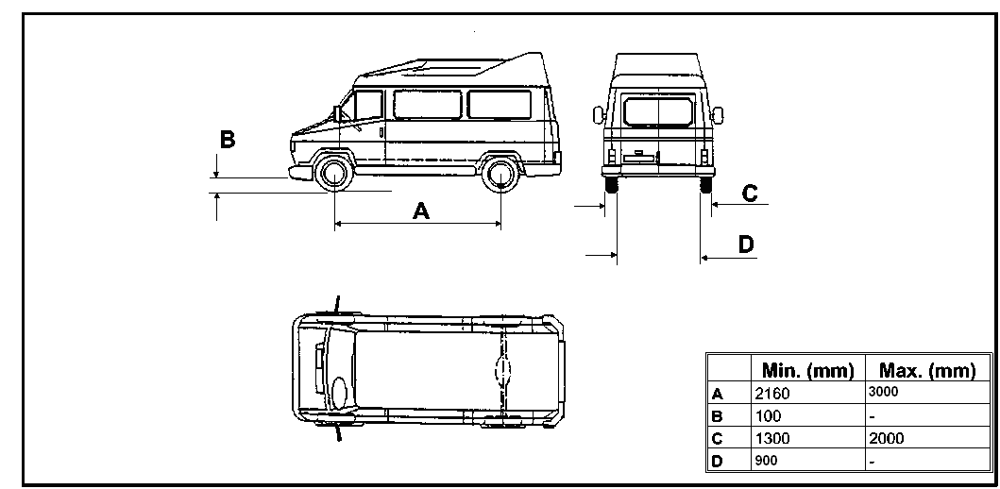 B
A
C
D
Min. (mm) Max. (mm)
A 2160 3000
B 100 -
C 1300 2000
D 900 -